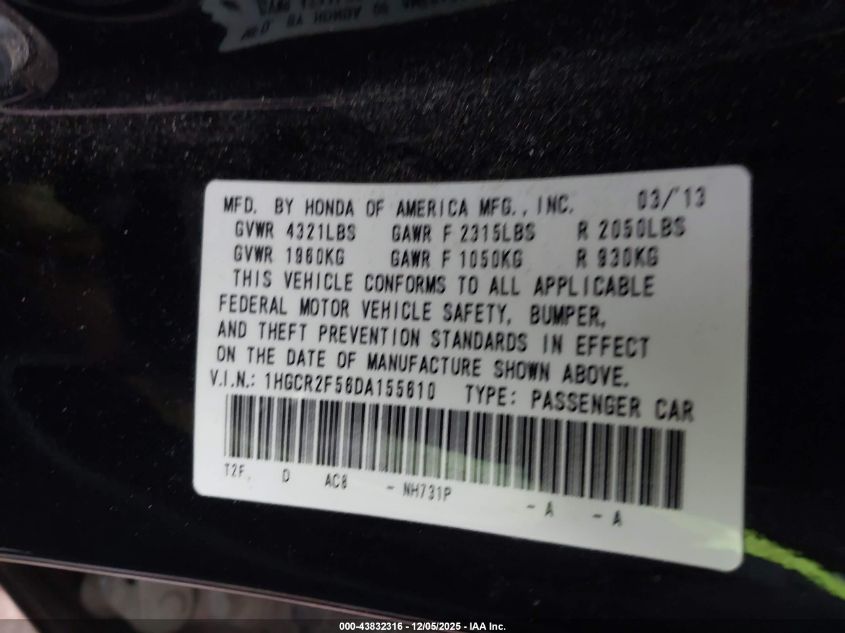 MFD. BY HONDA OF AMERICA MFG., INC. 03/'13
GVWR 4321LBS GAWR F 2315LBS R 2050LBS
GVWR 1960KG GAWR F 1050KG R 930KG
THIS VEHICLE CONFORMS TO ALL APPLICABLE
FEDERAL MOTOR VEHICLE SAFETY, BUMPER,
AND THEFT PREVENTION STANDARDS IN EFFECT
ON THE DATE OF MANUFACTURE SHOWN ABOVE.
V.I.N.: 1HGCR2F56DA155610 TYPE: PASSENGER CAR
T2F D AC8 - NH731P - A - A
000-43832316 - 12/05/2025 - IAA Inc.